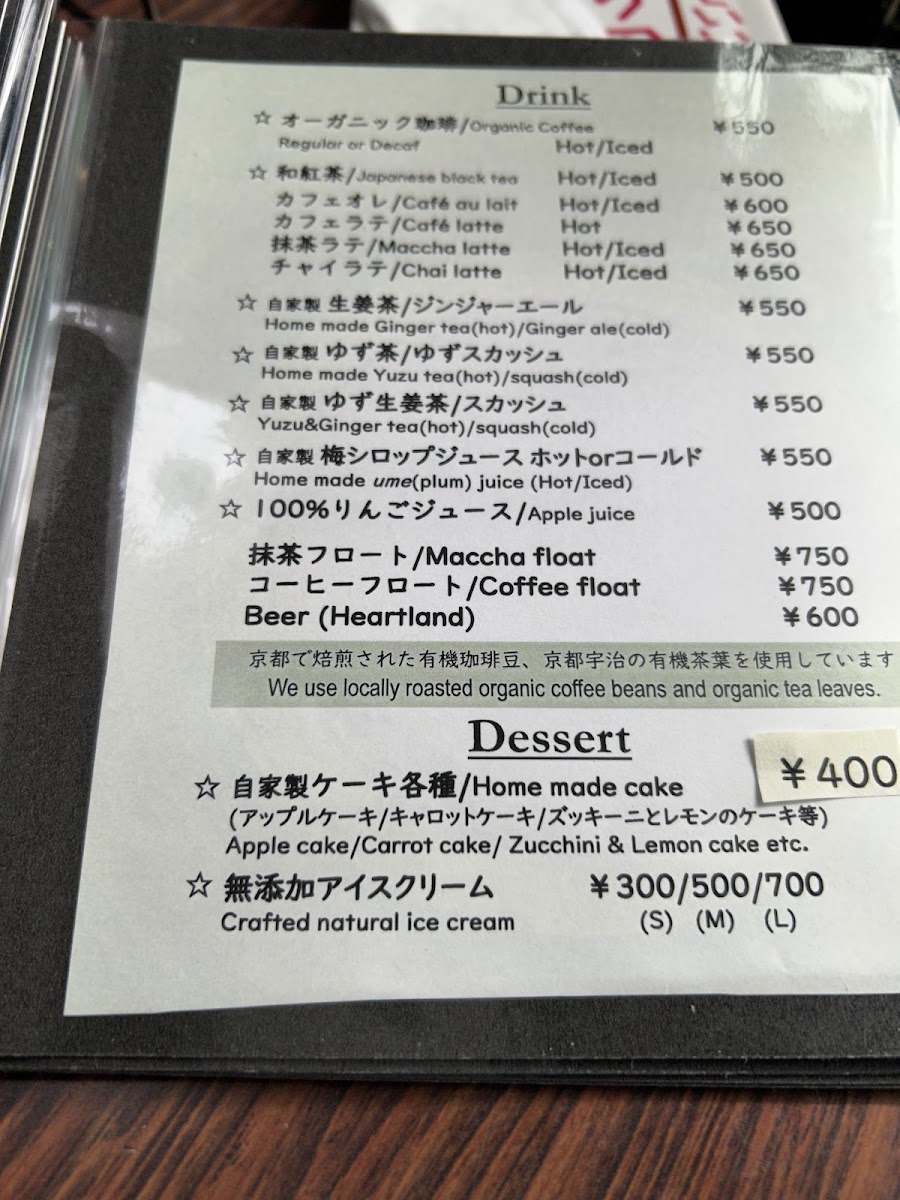 Drink
☆ オーガニック珈琲/Organic Coffee ¥550
Regular or Decaf Hot/Iced
☆ 和紅茶/Japanese black tea Hot/Iced ¥500
カフェオレ/Café au lait Hot/Iced ¥600
カフェラテ/Café latte Hot ¥650
抹茶ラテ/Maccha latte Hot/Iced ¥650
チャイラテ/Chai latte Hot/Iced ¥650
☆ 自家製 生姜茶/ジンジャーエール ¥550
Home made Ginger tea(hot)/Ginger ale(cold)
☆ 自家製 ゆず茶/ゆずスカッシュ ¥550
Home made Yuzu tea(hot)/squash(cold)
☆ 自家製 ゆず生姜茶/スカッシュ ¥550
Yuzu&Ginger tea(hot)/squash(cold)
☆ 自家製 梅シロップジュース ホットorコールド ¥550
Home made ume(plum) juice (Hot/Iced)
☆ 100%りんごジュース/Apple juice ¥500
抹茶フロート/Maccha float ¥750
コーヒーフロート/Coffee float ¥750
Beer (Heartland) ¥600
京都で焙煎された有機珈琲豆、京都宇治の有機茶葉を使用しています
We use locally roasted organic coffee beans and organic tea leaves.
Dessert
☆ 自家製ケーキ各種/Home made cake ¥400
(アップルケーキ/キャロットケーキ/ズッキーニとレモンのケーキ等)
Apple cake/Carrot cake/ Zucchini & Lemon cake etc.
☆ 無添加アイスクリーム ¥300/500/700
Crafted natural ice cream (S) (M) (L)